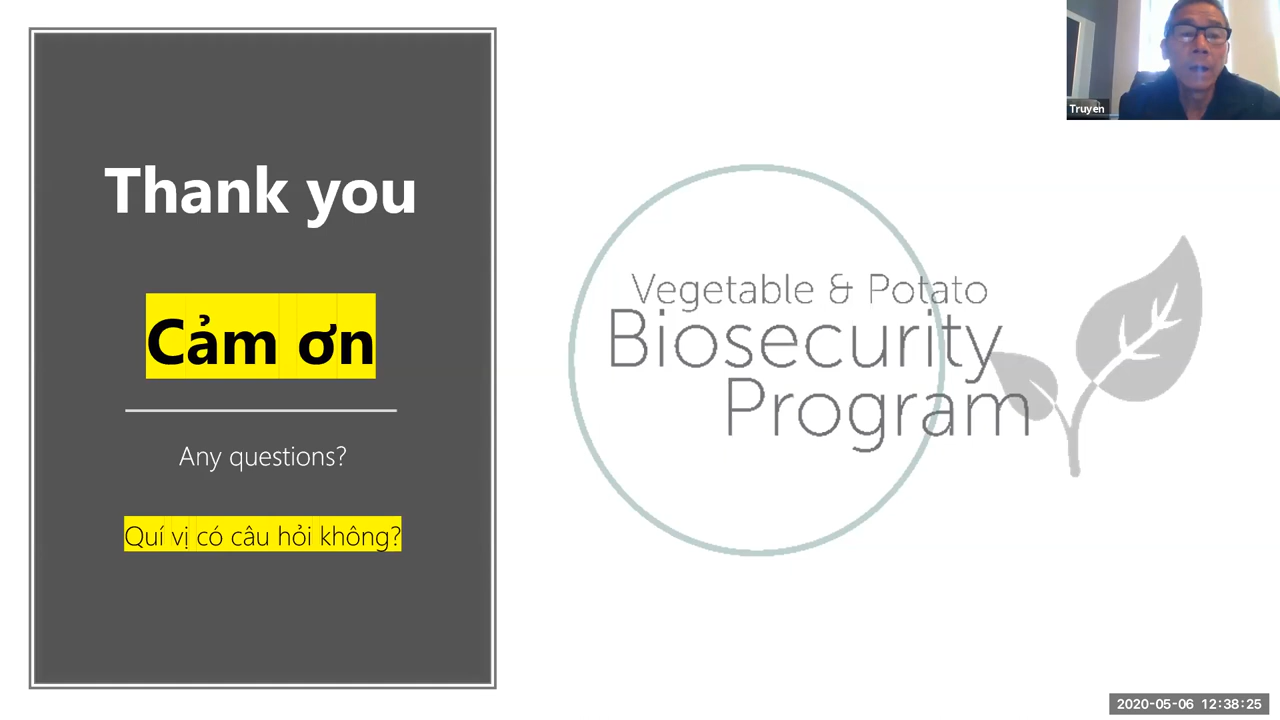 Thank you
Cảm ơn
Any questions?
Quí vị có câu hỏi không?
Vegetable & Potato
Biosecurity
Program
Truyen
2020-05-06 12:38:25